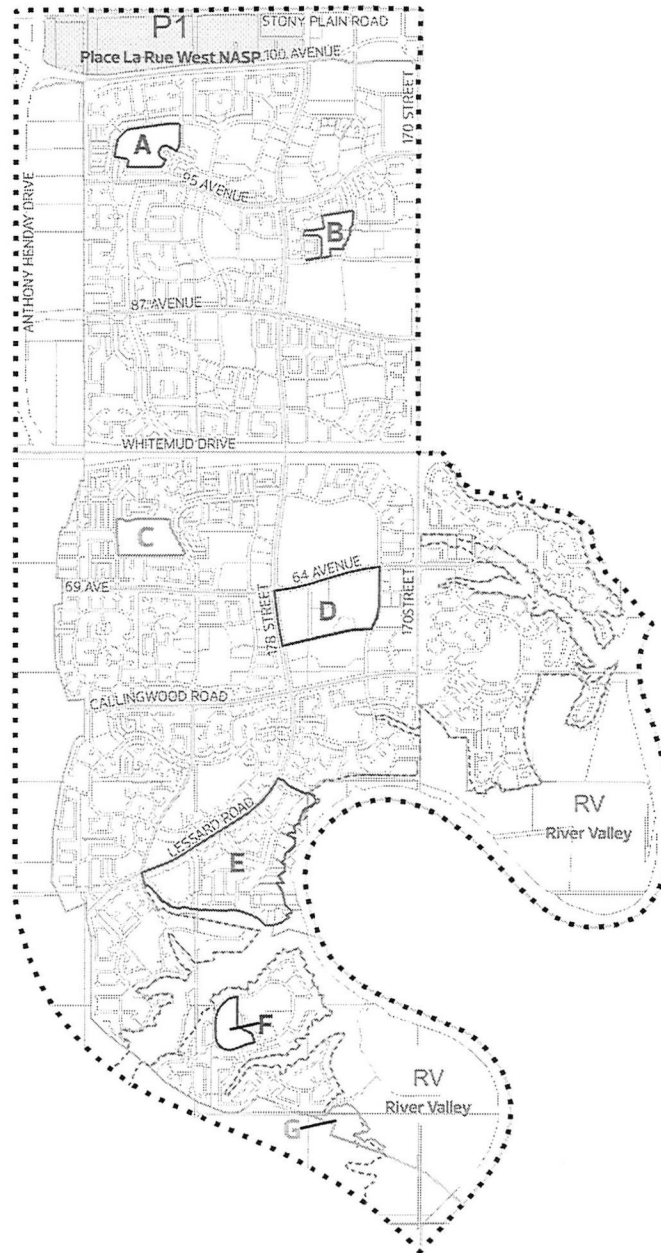 STONY PLAIN ROAD
P1
Place La Rue West NASP
100 AVENUE
170 STREET
A
95 AVENUE
ANTHONY HENDAY DRIVE
B
87 AVENUE
WHITEMUD DRIVE
C
64 AVENUE
69 AVE
D
178 STREET
170STREET
CALLINGWOOD ROAD
RV
River Valley
LESSARD ROAD
E
F
RV
River Valley
G